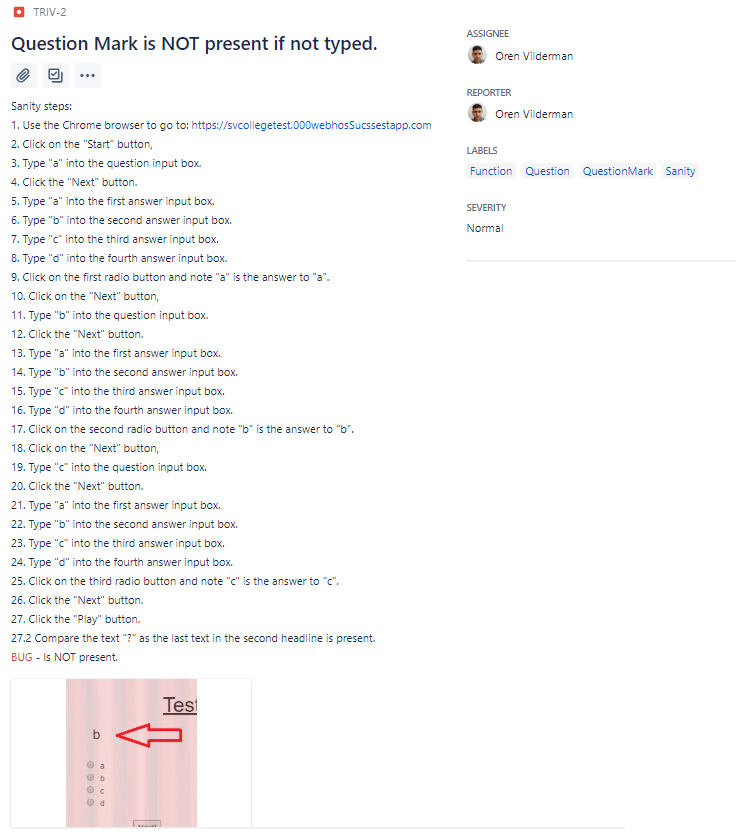 TRIV-2
Question Mark is NOT present if not typed.
Sanity steps:
1. Use the Chrome browser to go to: https://svcollegetest.000webhosSucssestapp.com
2. Click on the "Start" button,
3. Type "a" into the question input box.
4. Click the "Next" button.
5. Type "a" into the first answer input box.
6. Type "b" into the second answer input box.
7. Type "c" into the third answer input box.
8. Type "d" into the fourth answer input box.
9. Click on the first radio button and note "a" is the answer to "a".
10. Click on the "Next" button,
11. Type "b" into the question input box.
12. Click the "Next" button.
13. Type "a" into the first answer input box.
14. Type "b" into the second answer input box.
15. Type "c" into the third answer input box.
16. Type "d" into the fourth answer input box.
17. Click on the second radio button and note "b" is the answer to "b".
18. Click on the "Next" button,
19. Type "c" into the question input box.
20. Click the "Next" button.
21. Type "a" into the first answer input box.
22. Type "b" into the second answer input box.
23. Type "c" into the third answer input box.
24. Type "d" into the fourth answer input box.
25. Click on the third radio button and note "c" is the answer to "c".
26. Click the "Next" button.
27. Click the "Play" button.
27.2 Compare the text "?" as the last text in the second headline is present.
BUG - Is NOT present.
Test
b
a
b
c
d
ASSIGNEE
Oren Vilderman
REPORTER
Oren Vilderman
LABELS
Function Question QuestionMark Sanity
SEVERITY
Normal